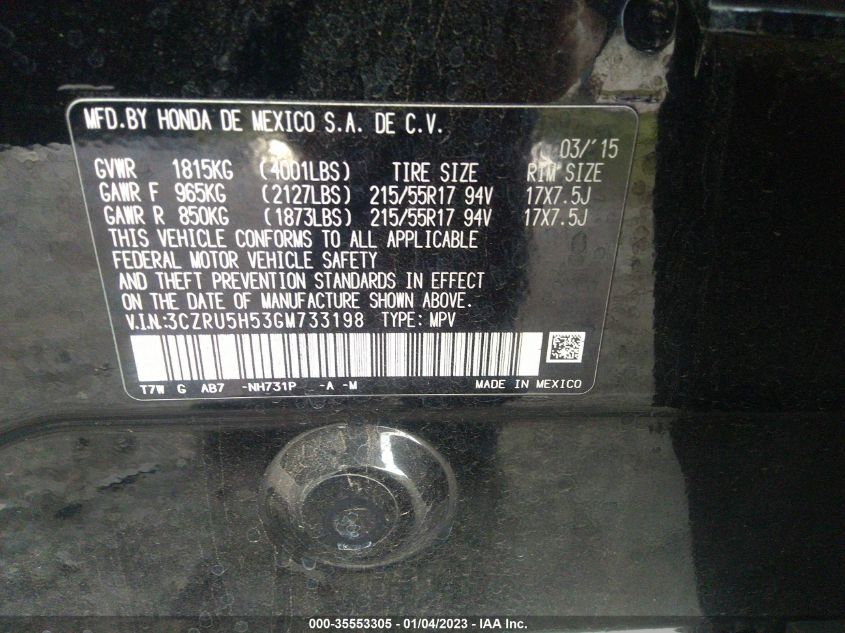 MFD.BY HONDA DE MEXICO S.A. DE C.V.
03/'15
GVWR 1815KG (4001LBS) TIRE SIZE RIM SIZE
GAWR F 965KG (2127LBS) 215/55R17 94V 17X7.5J
GAWR R 850KG (1873LBS) 215/55R17 94V 17X7.5J
THIS VEHICLE CONFORMS TO ALL APPLICABLE
FEDERAL MOTOR VEHICLE SAFETY
AND THEFT PREVENTION STANDARDS IN EFFECT
ON THE DATE OF MANUFACTURE SHOWN ABOVE.
V.I.N.:3CZRU5H53GM733198 TYPE: MPV
T7W G AB7 -NH731P -A -M MADE IN MEXICO
000-35553305 — 01/04/2023 — IAA Inc.